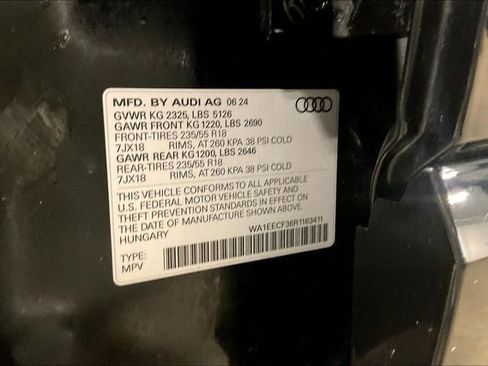 MFD. BY AUDI AG 06 24
GVWR KG 2325, LBS 5126
GAWR FRONT KG 1220, LBS 2690
FRONT-TIRES 235/55 R18
7JX18 RIMS, AT 260 KPA 38 PSI COLD
GAWR REAR KG1200, LBS 2646
REAR-TIRES 235/55 R18
7JX18 RIMS, AT 260 KPA 38 PSI COLD
THIS VEHICLE CONFORMS TO ALL APPLICABLE
U.S. FEDERAL MOTOR VEHICLE SAFETY AND
THEFT PREVENTION STANDARDS IN EFFECT ON
THE DATE OF MANUFACTURE SHOWN ABOVE.
HUNGARY WA1EECF36R1163411
TYPE:
MPV